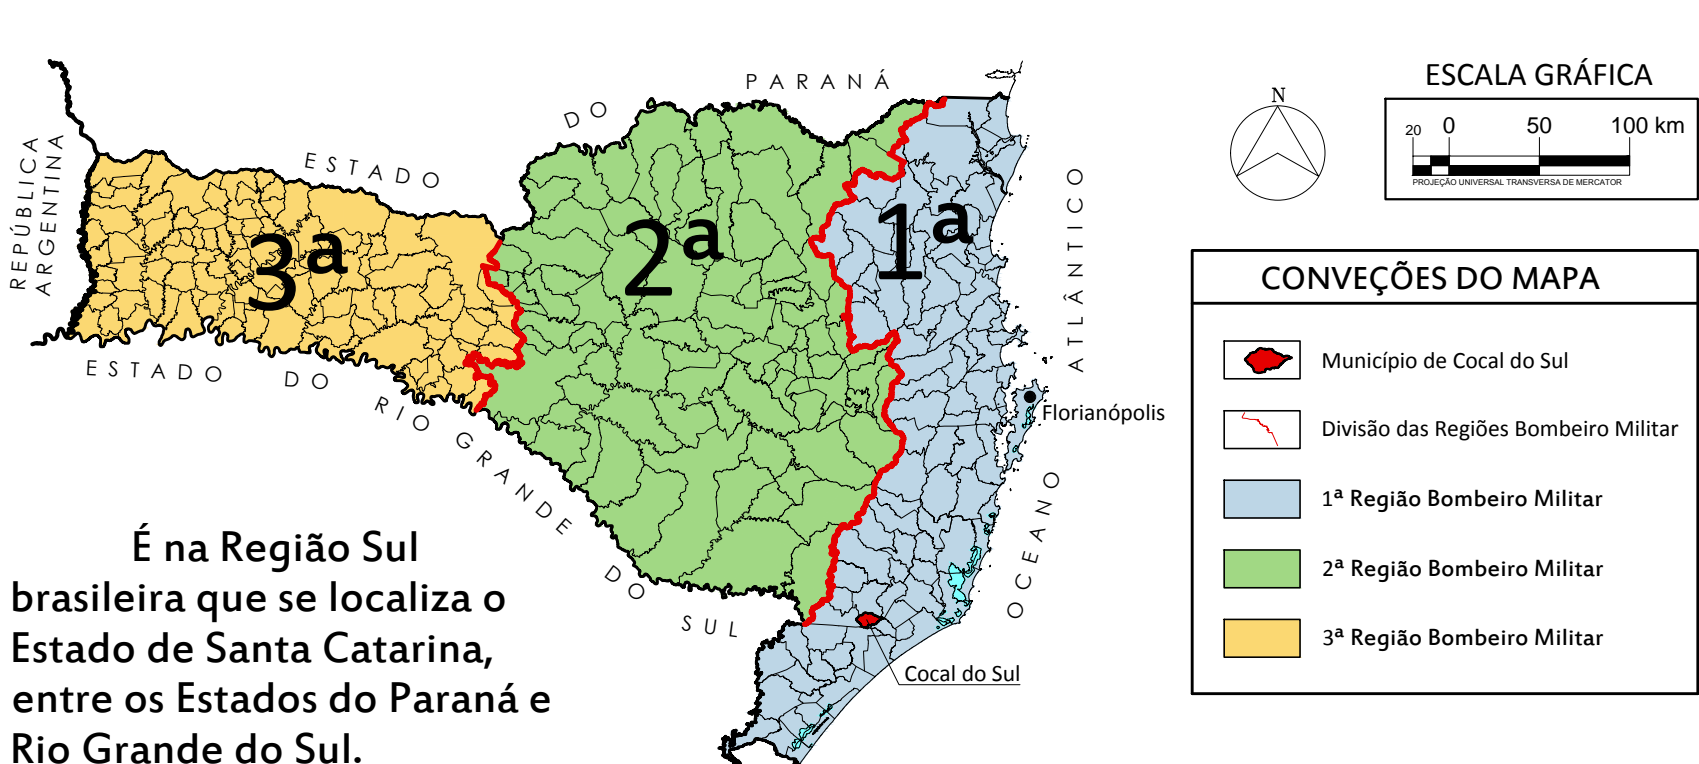 ESTADO DO PARANÁ
REPÚBLICA
ARGENTINA
3ª
2ª
1ª
ESTADO DO RIO GRANDE DO SUL
OCEANO ATLÂNTICO
Florianópolis
Cocal do Sul
É na Região Sul
brasileira que se localiza o
Estado de Santa Catarina,
entre os Estados do Paraná e
Rio Grande do Sul.
N
ESCALA GRÁFICA
20 0 50 100 km
PROJEÇÃO UNIVERSAL TRANSVERSA DE MERCATOR
CONVEÇÕES DO MAPA
Município de Cocal do Sul
Divisão das Regiões Bombeiro Militar
1ª Região Bombeiro Militar
2ª Região Bombeiro Militar
3ª Região Bombeiro Militar